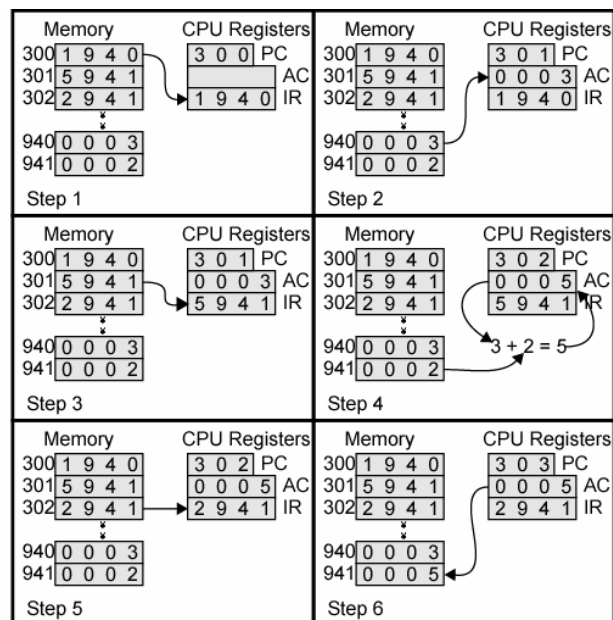 Memory CPU Registers
300 1 9 4 0 3 0 0 PC
301 5 9 4 1 AC
302 2 9 4 1 1 9 4 0 IR
940 0 0 0 3
941 0 0 0 2
Step 1
Memory CPU Registers
300 1 9 4 0 3 0 1 PC
301 5 9 4 1 0 0 0 3 AC
302 2 9 4 1 1 9 4 0 IR
940 0 0 0 3
941 0 0 0 2
Step 2
Memory CPU Registers
300 1 9 4 0 3 0 1 PC
301 5 9 4 1 0 0 0 3 AC
302 2 9 4 1 5 9 4 1 IR
940 0 0 0 3
941 0 0 0 2
Step 3
Memory CPU Registers
300 1 9 4 0 3 0 2 PC
301 5 9 4 1 0 0 0 5 AC
302 2 9 4 1 5 9 4 1 IR
940 0 0 0 3 3 + 2 = 5
941 0 0 0 2
Step 4
Memory CPU Registers
300 1 9 4 0 3 0 2 PC
301 5 9 4 1 0 0 0 5 AC
302 2 9 4 1 2 9 4 1 IR
940 0 0 0 3
941 0 0 0 2
Step 5
Memory CPU Registers
300 1 9 4 0 3 0 3 PC
301 5 9 4 1 0 0 0 5 AC
302 2 9 4 1 2 9 4 1 IR
940 0 0 0 3
941 0 0 0 5
Step 6